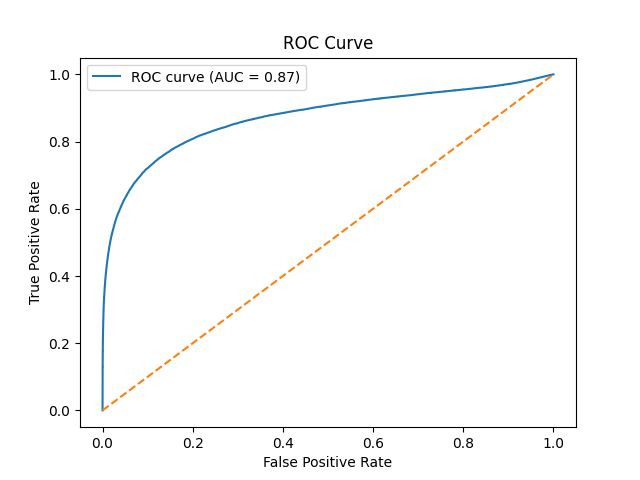 ROC Curve
ROC curve (AUC = 0.87)
True Positive Rate
1.0
0.8
0.6
0.4
0.2
0.0
0.0 0.2 0.4 0.6 0.8 1.0
False Positive Rate